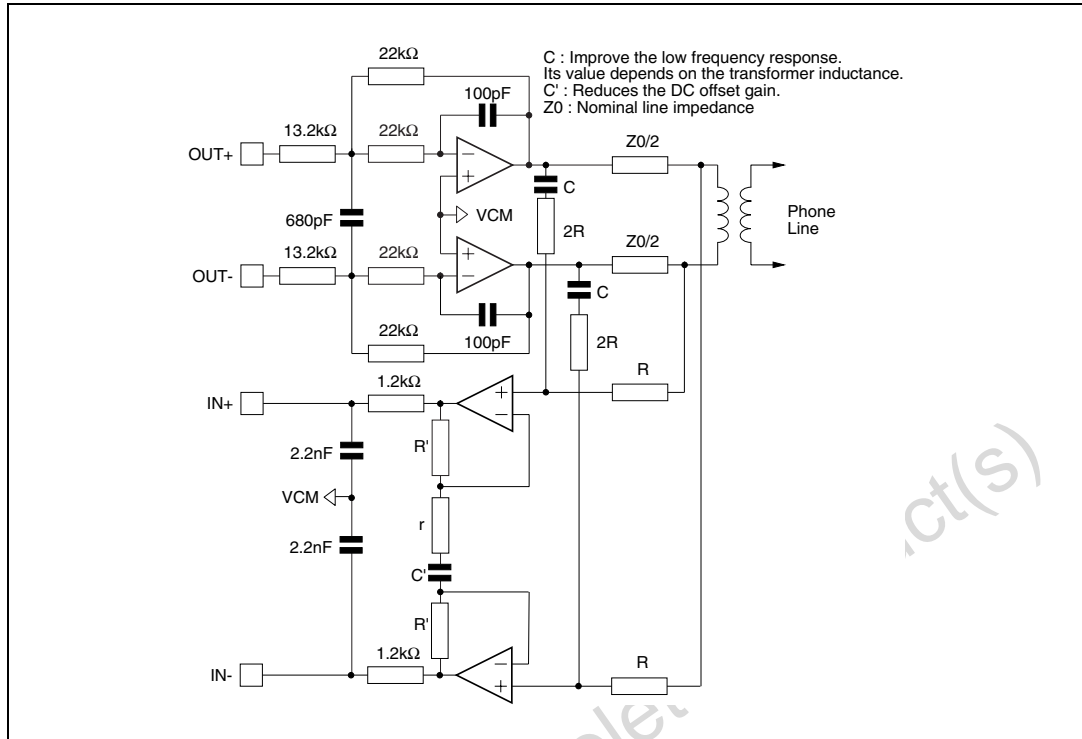 C : Improve the low frequency response.
Its value depends on the transformer inductance.
C' : Reduces the DC offset gain.
Z0 : Nominal line impedance
22kΩ
100pF
13.2kΩ
22kΩ
OUT+
−
+
Z0/2
C
VCM
2R
Phone
Line
680pF
13.2kΩ
22kΩ
OUT-
+
−
Z0/2
C
100pF
22kΩ
2R
1.2kΩ
R
IN+
+
−
R'
2.2nF
VCM
r
2.2nF
C'
R'
1.2kΩ
−
+
R
IN-
ct(s)